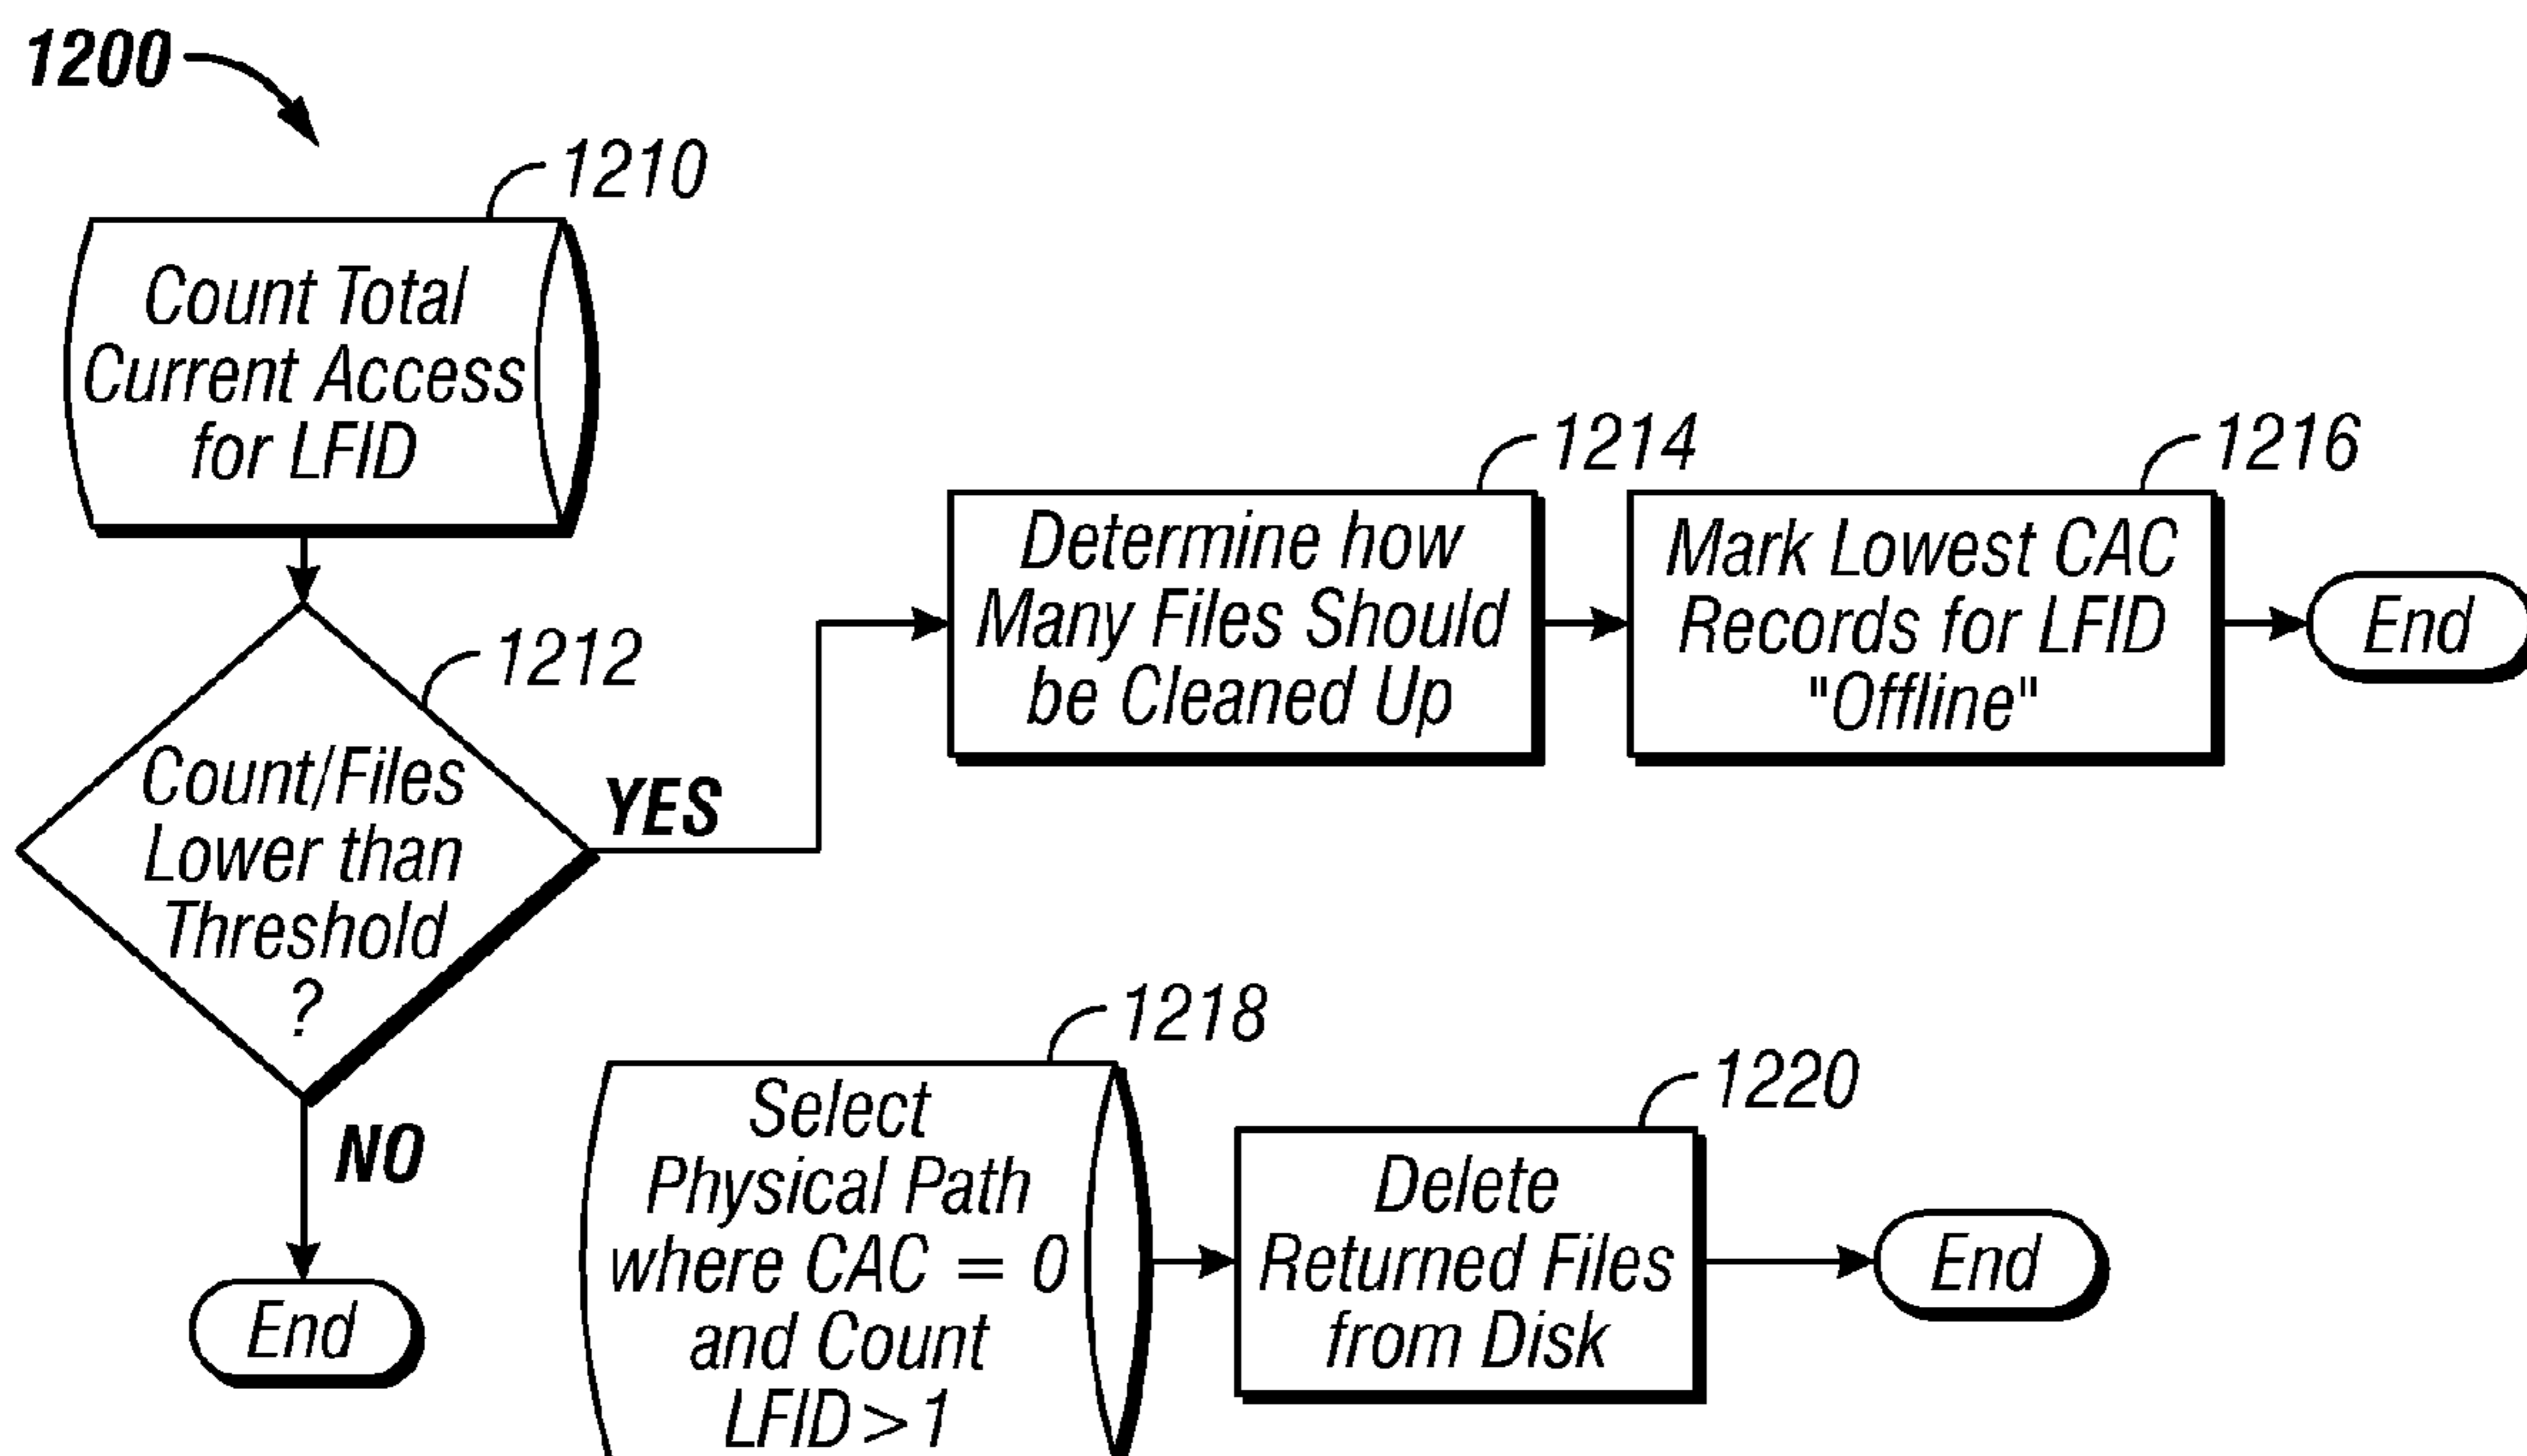 1200
1210
Count Total
Current Access
for LFID
1212
Count/Files
Lower than
Threshold
?
YES
NO
End
1214
Determine how
Many Files Should
be Cleaned Up
1216
Mark Lowest CAC
Records for LFID
"Offline"
End
1218
Select
Physical Path
where CAC = 0
and Count
LFID > 1
1220
Delete
Returned Files
from Disk
End